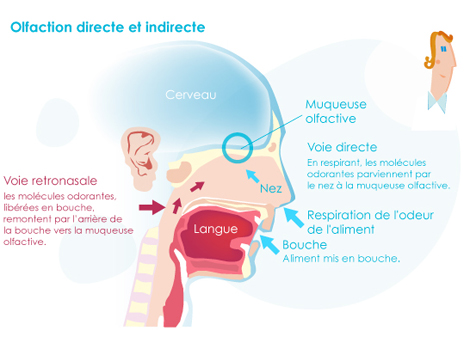 Olfaction directe et indirecte
Cerveau
Muqueuse
olfactive
Voie directe
En respirant, les molécules
odorantes parviennent par
le nez à la muqueuse olfactive.
Nez
Voie retronasale
les molécules odorantes,
libérées en bouche,
remontent par l'arrière de
la bouche vers la muqueuse
olfactive.
Respiration de l'odeur
de l'aliment
Langue
Bouche
Aliment mis en bouche.